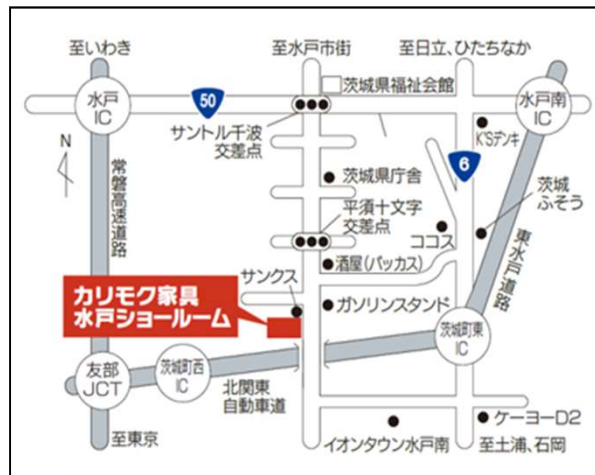 至いわき
至水戸市街
至日立、ひたちなか
水戸
IC
50
茨城県福祉会館
水戸南
IC
サントル千波
交差点
K'Sデンキ
N
6
常磐高速道路
茨城県庁舎
茨城
ふそう
平須十文字
交差点
ココス
東水戸道路
酒屋(バッカス)
サンクス
カリモク家具
水戸ショールーム
ガソリンスタンド
茨城町東
IC
友部
JCT
茨城町西
IC
北関東
自動車道
ケーヨーD2
至東京
イオンタウン水戸南
至土浦、石岡